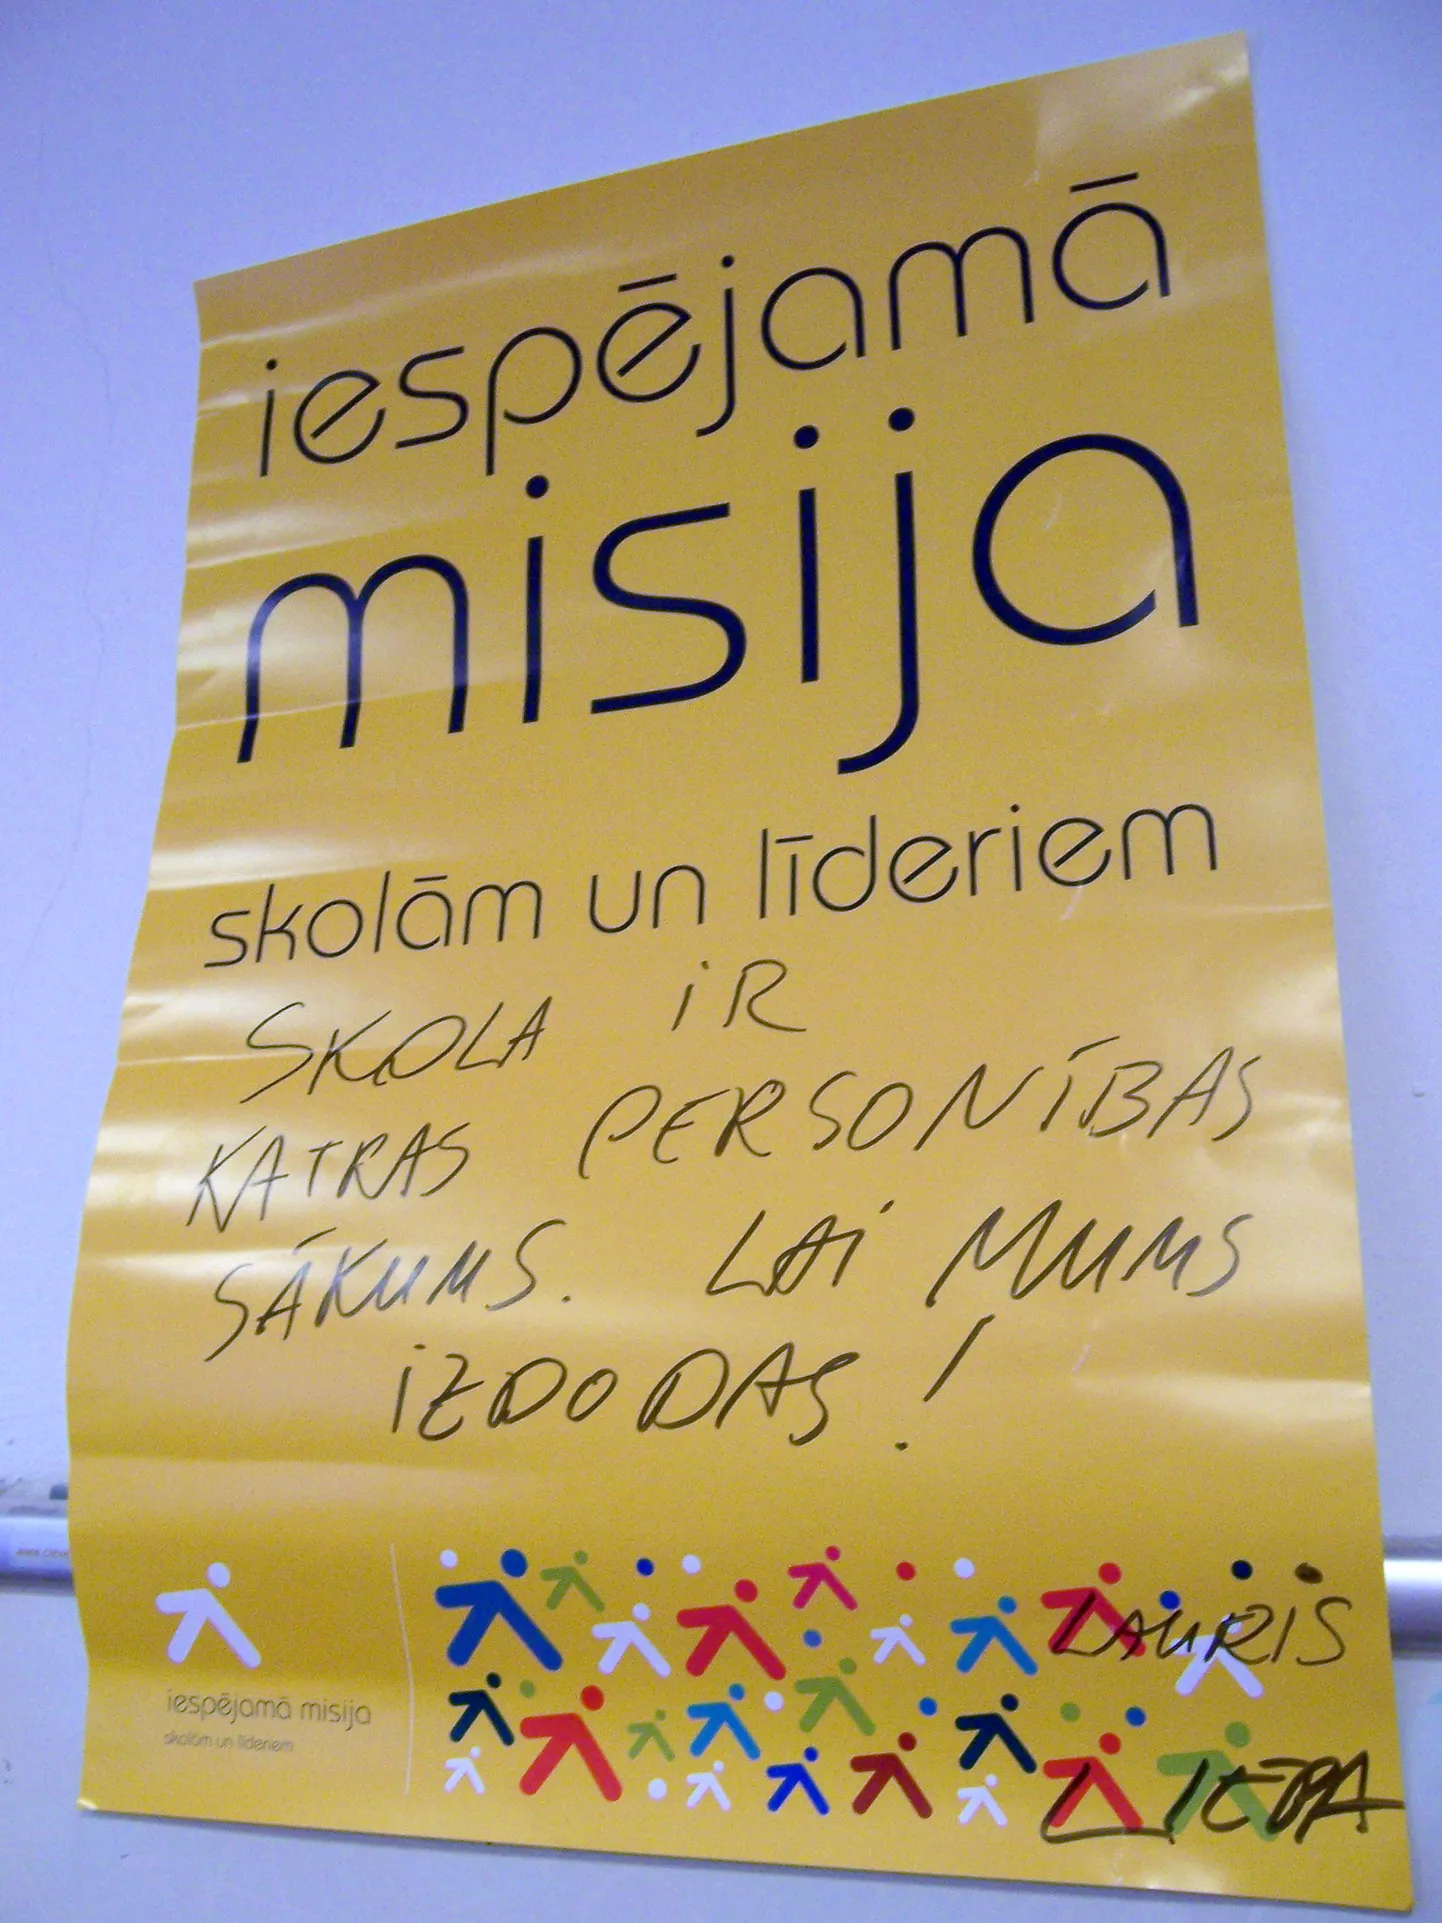 iespējamā
misija
skolām un līderiem
SKOLA iR
KATRAS PERSONĪBAS
SĀKUMS. LAi MUMS
iZDODAS!
LAURIS
iespējamā misija
skolām un līderiem
LIEPA